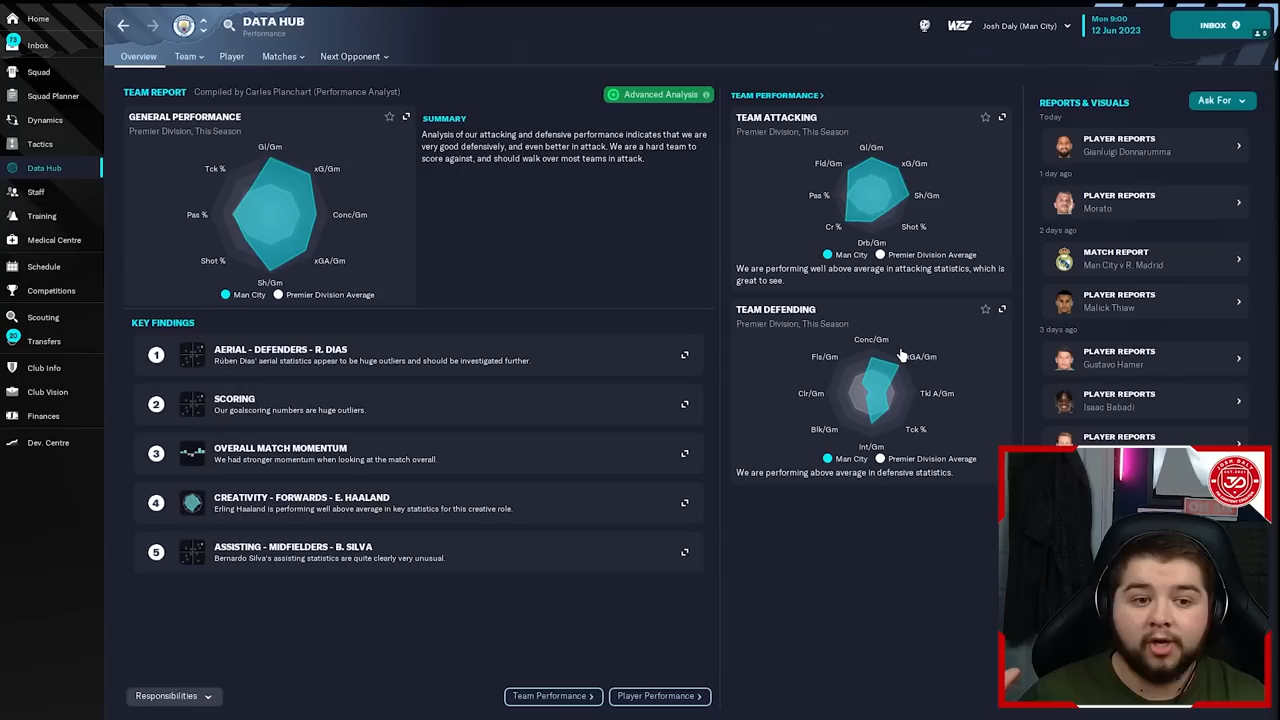 Home
73
Inbox
Squad
Squad Planner
Dynamics
Tactics
Data Hub
Staff
Training
Medical Centre
Schedule
Competitions
Scouting
20
Transfers
Club Info
Club Vision
Finances
Dev. Centre
DATA HUB
Performance
Josh Daly (Man City)
Mon 9:00
12 Jun 2023
INBOX
5
Overview
Team
Player
Matches
Next Opponent
TEAM REPORT Compiled by Carles Planchart (Performance Analyst)
Advanced Analysis
GENERAL PERFORMANCE
Premier Division, This Season
Gl/Gm
Tck %
xG/Gm
Pas %
Conc/Gm
Shot %
xGA/Gm
Sh/Gm
Man City
Premier Division Average
SUMMARY
Analysis of our attacking and defensive performance indicates that we are
very good defensively, and even better in attack. We are a hard team to
score against, and should walk over most teams in attack.
KEY FINDINGS
1
AERIAL - DEFENDERS - R. DIAS
Rúben Dias' aerial statistics appear to be huge outliers and should be investigated further.
2
SCORING
Our goalscoring numbers are huge outliers.
3
OVERALL MATCH MOMENTUM
We had stronger momentum when looking at the match overall.
4
CREATIVITY - FORWARDS - E. HAALAND
Erling Haaland is performing well above average in key statistics for this creative role.
5
ASSISTING - MIDFIELDERS - B. SILVA
Bernardo Silva's assisting statistics are quite clearly very unusual.
Responsibilities
Team Performance
Player Performance
TEAM PERFORMANCE
TEAM ATTACKING
Premier Division, This Season
Gl/Gm
Fld/Gm
xG/Gm
Pas %
Sh/Gm
Cr %
Shot %
Drb/Gm
Man City
Premier Division Average
We are performing well above average in attacking statistics, which is
great to see.
TEAM DEFENDING
Premier Division, This Season
Conc/Gm
Fls/Gm
GA/Gm
Clr/Gm
Tkl A/Gm
Blk/Gm
Tck %
Int/Gm
Man City
Premier Division Average
We are performing above average in defensive statistics.
REPORTS & VISUALS
Ask For
Today
PLAYER REPORTS
Gianluigi Donnarumma
1 day ago
PLAYER REPORTS
Morato
2 days ago
MATCH REPORT
Man City v R. Madrid
PLAYER REPORTS
Malick Thiaw
3 days ago
PLAYER REPORTS
Gustavo Hamer
PLAYER REPORTS
Isaac Babadi
PLAYER REPORTS
JOSH DALY
JD